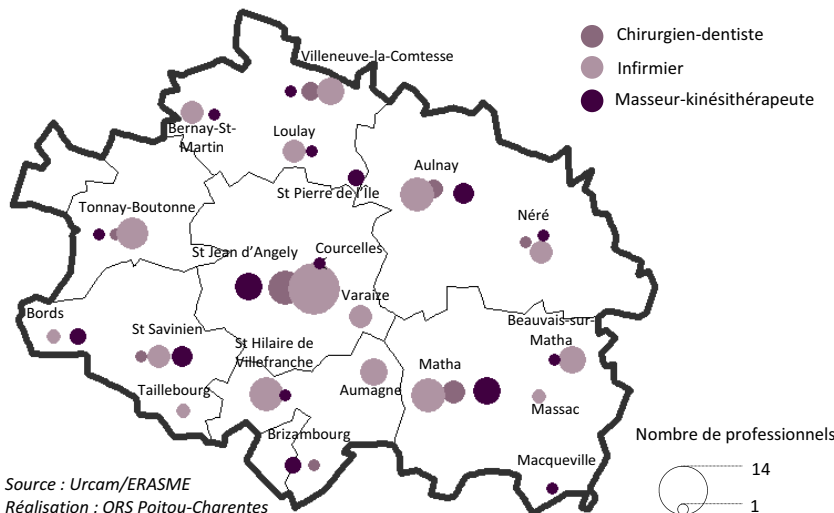 Villeneuve-la-Comtesse
Chirurgien-dentiste
Infirmier
Masseur-kinésithérapeute
Bernay-St-
Martin
Loulay
Aulnay
St Pierre de l'Île
Tonnay-Boutonne
Néré
St Jean d'Angely
Courcelles
Varaize
Bords
St Savinien
Beauvais-sur-
Matha
St Hilaire de
Villefranche
Matha
Aumagne
Taillebourg
Massac
Brizambourg
Nombre de professionnels
Macqueville
14
1
Source : Urcam/ERASME
Réalisation : ORS Poitou-Charentes